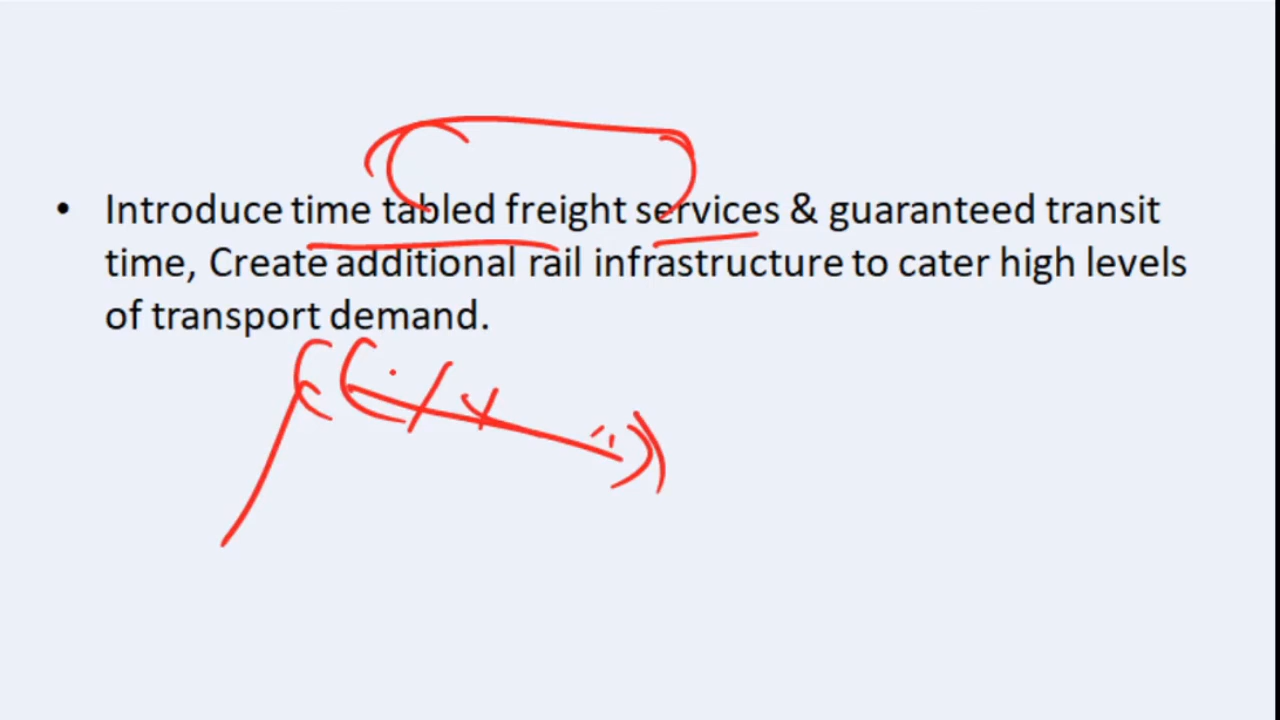 • Introduce time tabled freight services & guaranteed transit
time, Create additional rail infrastructure to cater high levels
of transport demand.